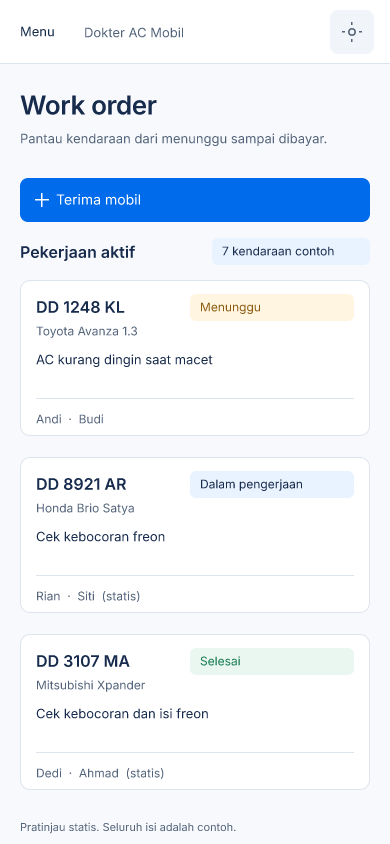 Menu
Dokter AC Mobil
Work order
Pantau kendaraan dari menunggu sampai dibayar.
Terima mobil
Pekerjaan aktif
7 kendaraan contoh
DD 1248 KL
Menunggu
Toyota Avanza 1.3
AC kurang dingin saat macet
Andi · Budi
DD 8921 AR
Dalam pengerjaan
Honda Brio Satya
Cek kebocoran freon
Rian · Siti (statis)
DD 3107 MA
Selesai
Mitsubishi Xpander
Cek kebocoran dan isi freon
Dedi · Ahmad (statis)
Pratinjau statis. Seluruh isi adalah contoh.